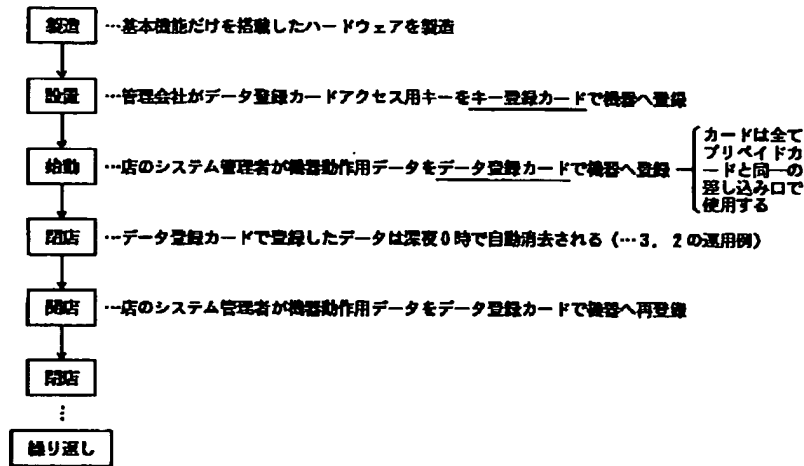 製造 …基本機能だけを搭載したハードウェアを製造
設置 …管理会社がデータ登録カードアクセス用キーをキー登録カードで機器へ登録
始動 …店のシステム管理者が機器動作用データをデータ登録カードで機器へ登録
カードは全て
プリペイドカ
ードと同一の
差し込み口で
使用する
閉店 …データ登録カードで登録したデータは深夜0時で自動消去される (…3.2の運用例)
開店 …店のシステム管理者が機器動作用データをデータ登録カードで機器へ再登録
閉店
…
繰り返し